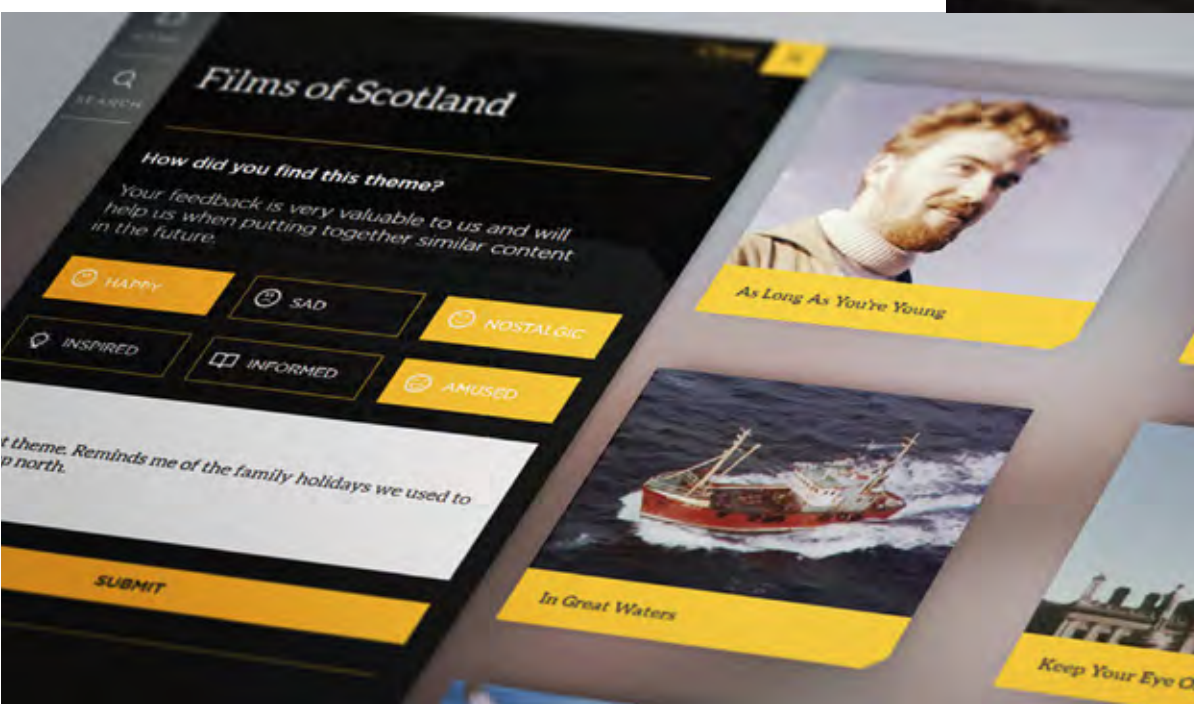 Close
SEARCH
Films of Scotland
How did you find this theme?
Your feedback is very valuable to us and will
help us when putting together similar content
in the future.
HAPPY
SAD
NOSTALGIC
INSPIRED
INFORMED
AMUSED
theme. Reminds me of the family holidays we used to
north.
SUBMIT
As Long As You're Young
In Great Waters
Keep Your Eye